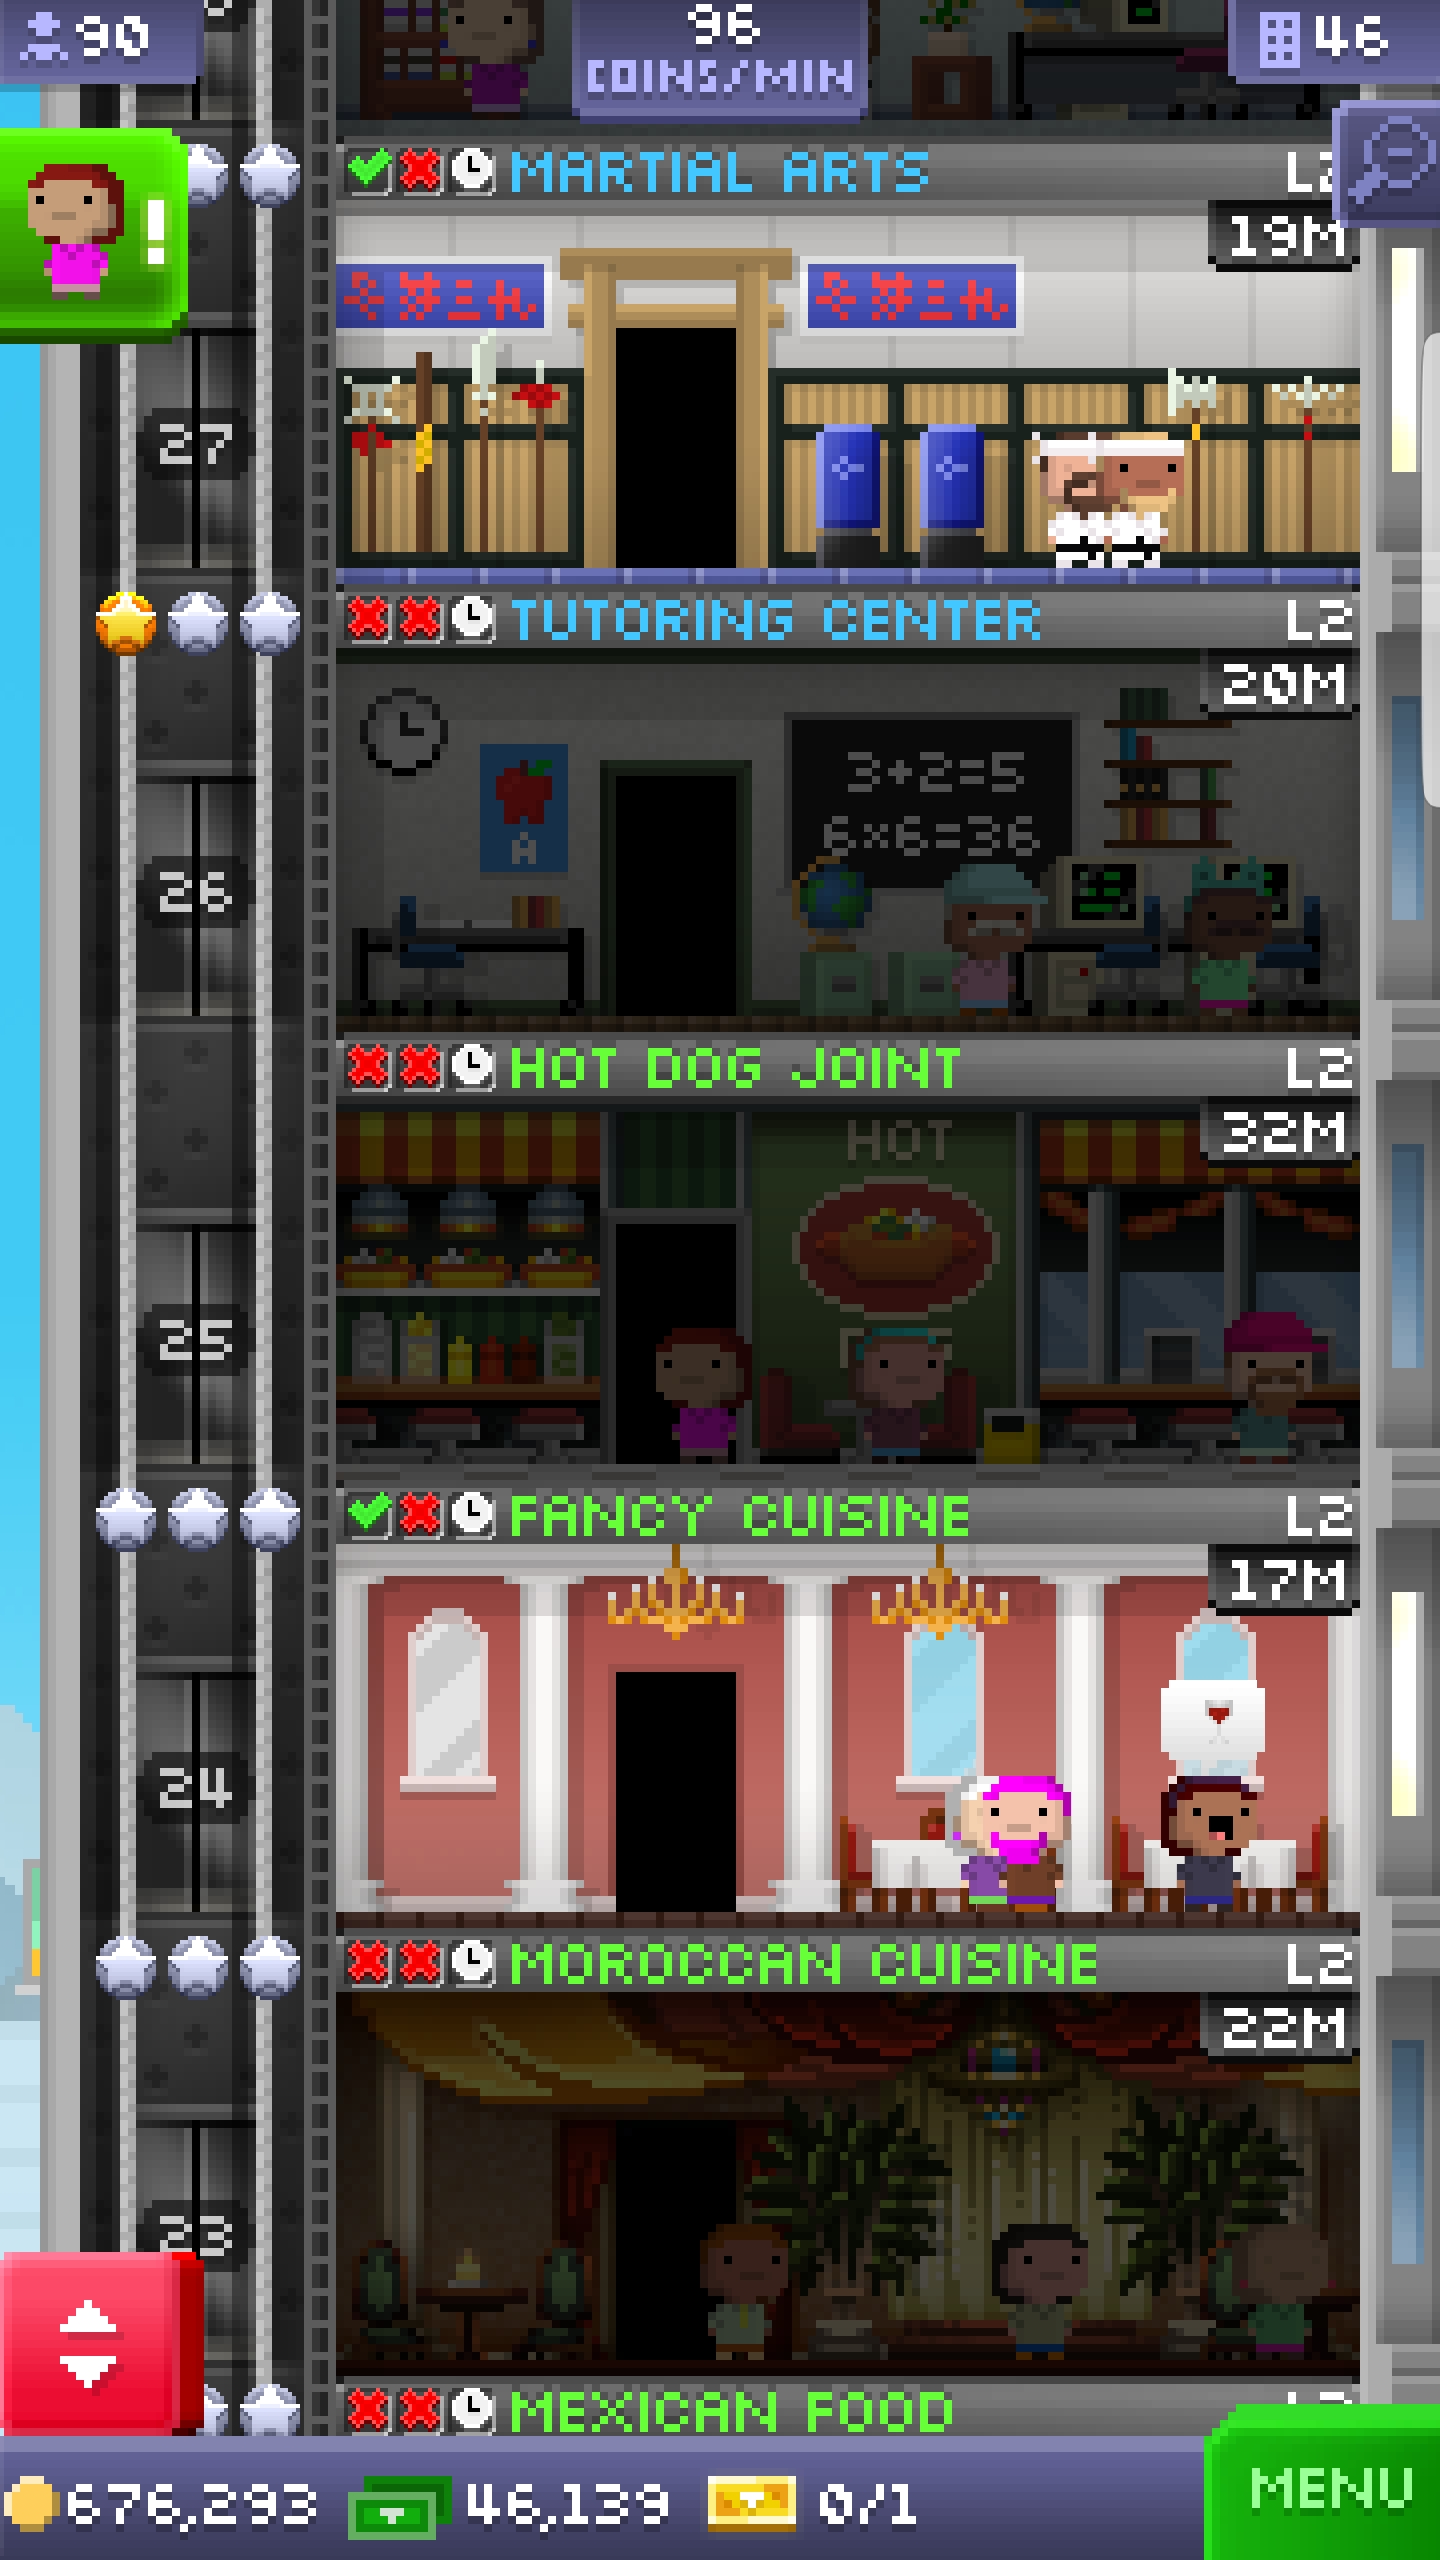 90
96
COINS/MIN
46
MARTIAL ARTS
19M
27
TUTORING CENTER L2
20M
3+2=5
6×6=36
A
26
HOT DOG JOINT L2
32M
HOT
25
FANCY CUISINE L2
17M
24
MOROCCAN CUISINE L2
22M
23
MEXICAN FOOD
676,293 46,139 0/1
MENU